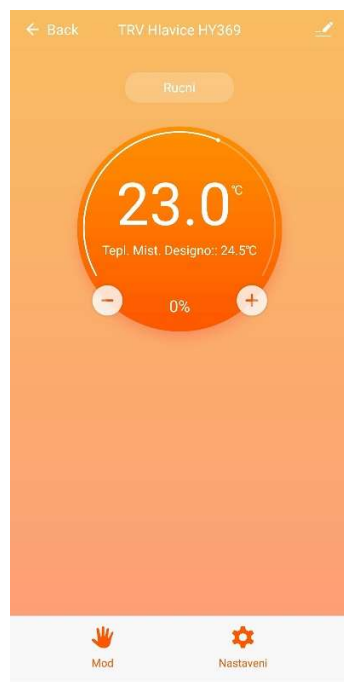 Back TRV Hlavice HY369
Rucni
23.0℃
Tepl. Mist. Designo:: 24.5℃
0%
Mod Nastaveni